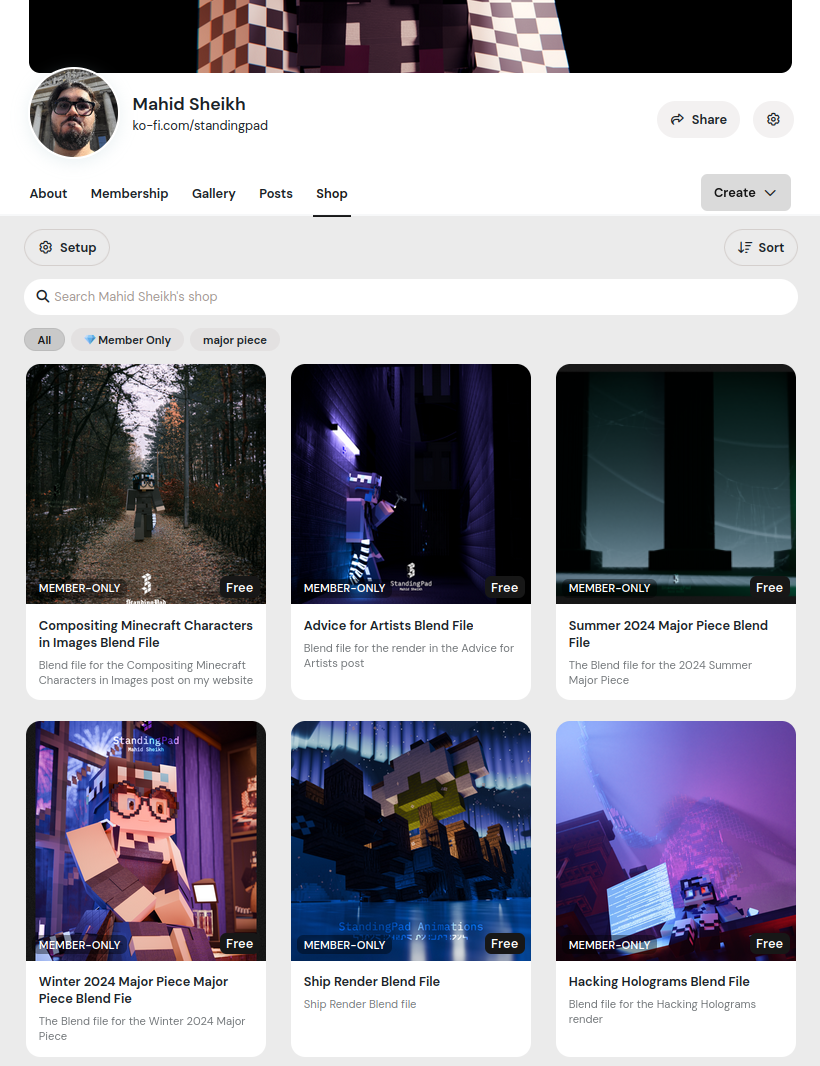 Mahid Sheikh
ko-fi.com/standingpad
Share
About
Membership
Gallery
Posts
Shop
Create
Setup
Sort
Search Mahid Sheikh's shop
All
Member Only
major piece
StandingPad
MEMBER-ONLY
Free
StandingPad
Mahid Sheikh
MEMBER-ONLY
Free
MEMBER-ONLY
Free
Compositing Minecraft Characters
in Images Blend File
Blend file for the Compositing Minecraft
Characters in Images post on my website
Advice for Artists Blend File
Blend file for the render in the Advice for
Artists post
Summer 2024 Major Piece Blend
File
The Blend file for the 2024 Summer
Major Piece
StandingPad
Mahid Sheikh
MEMBER-ONLY
Free
StandingPad Animations
MEMBER-ONLY
Free
MEMBER-ONLY
Free
Winter 2024 Major Piece Major
Piece Blend Fie
The Blend file for the Winter 2024 Major
Piece
Ship Render Blend File
Ship Render Blend file
Hacking Holograms Blend File
Blend file for the Hacking Holograms
render